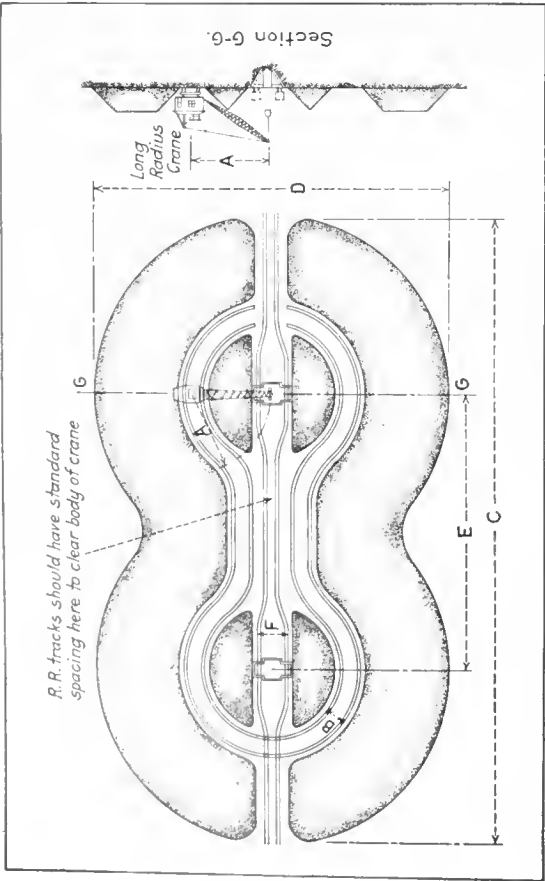 Section G-G.
Long
Radius
Crane
A
D
R.R. tracks should have standard
spacing here to clear body of crane
G
G
A
F
B
E
C